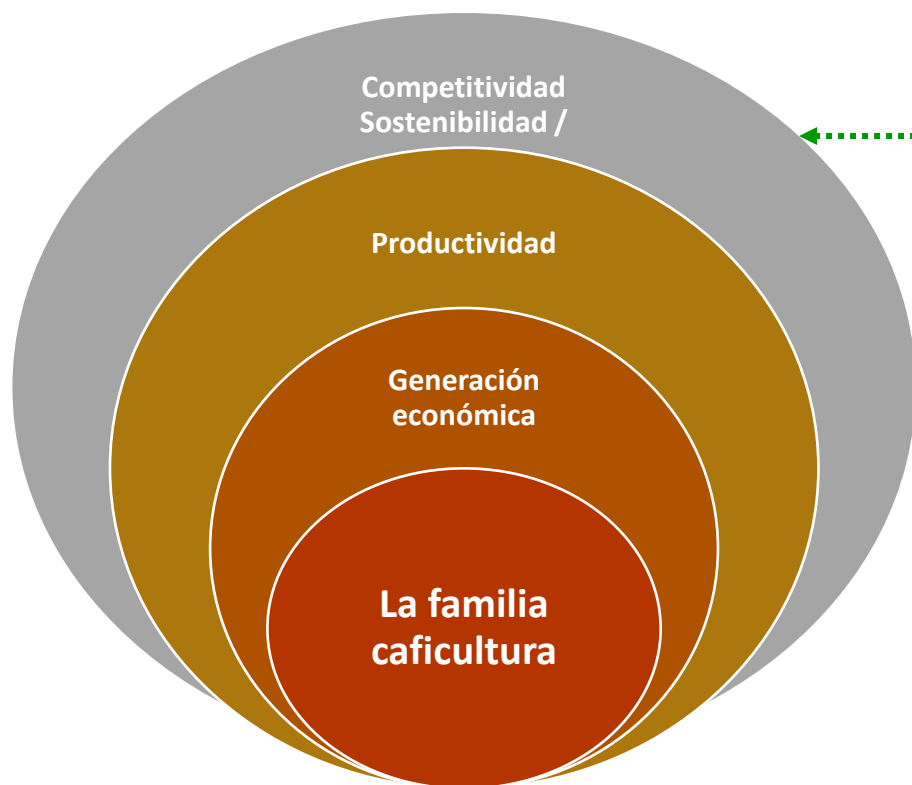 Competitividad
Sostenibilidad /
Productividad
Generación
económica
La familia
caficultura